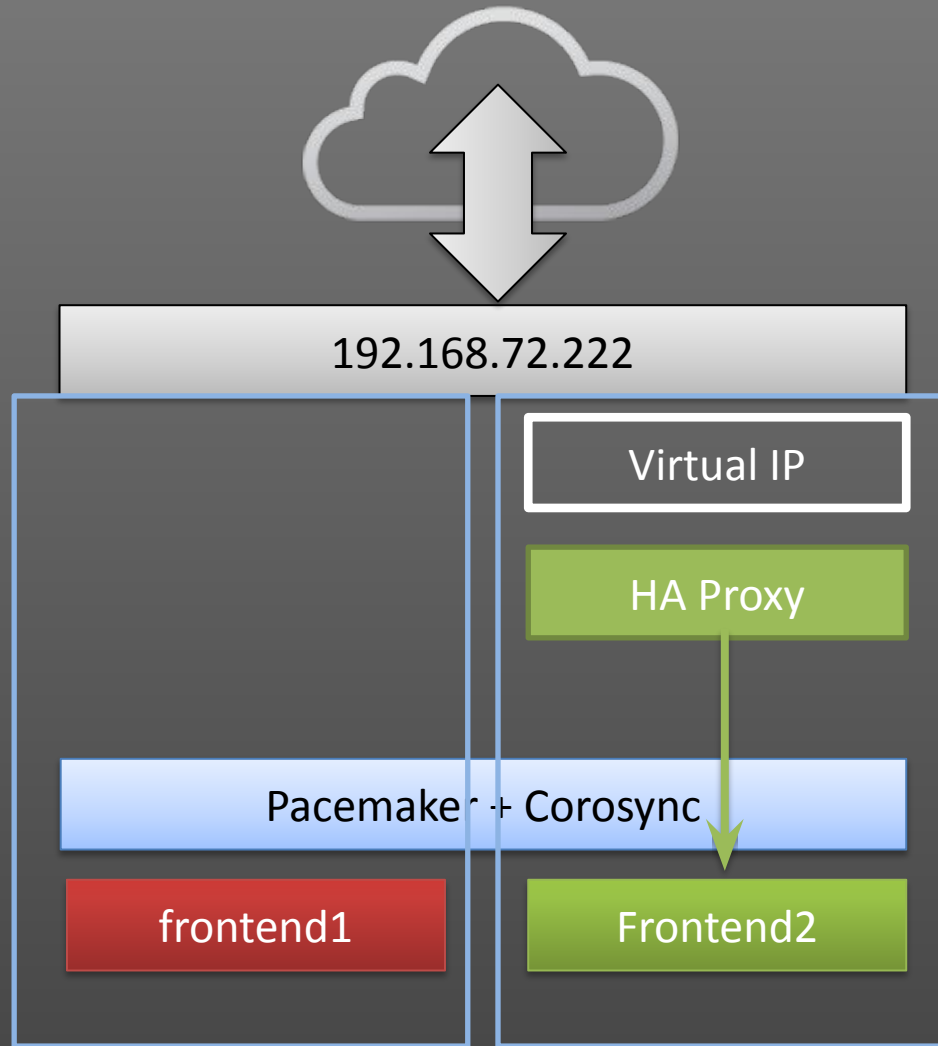 192.168.72.222
Virtual IP
HA Proxy
Pacemaker + Corosync
frontend1
Frontend2